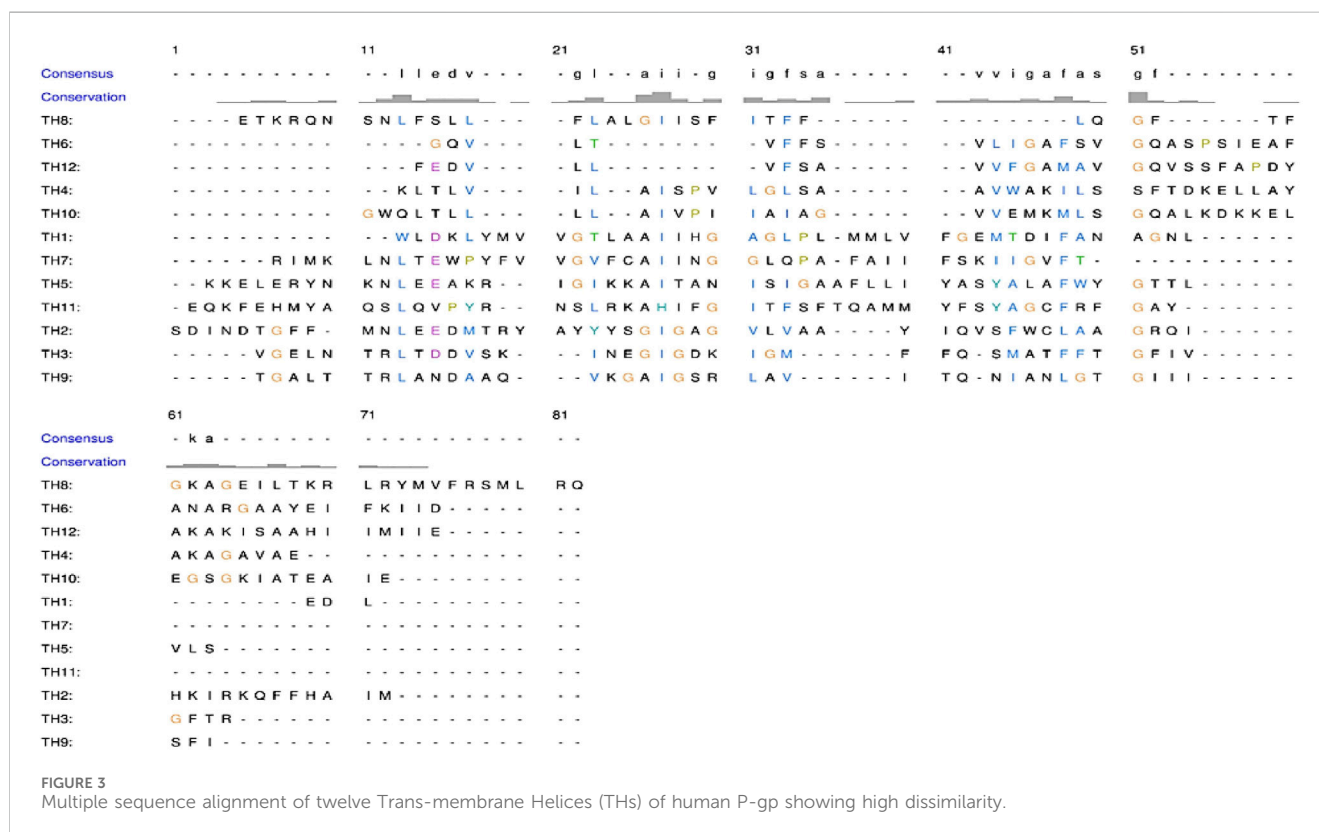 1 11 21 31 41 51
Consensus - - - - - - - - - - - - l l e d v - - - - g l - - a i i - g i g f s a - - - - - - - v v i g a f a s g f - - - - - - - -
Conservation
TH8: - - - - E T K R Q N S N L F S L L - - - - F L A L G I I S F I T F F - - - - - - - - - - - - - - L Q G F - - - - - - T F
TH6: - - - - - - - - - - - - - - G Q V - - - - L T - - - - - - - - V F F S - - - - - - - V L I G A F S V G Q A S P S I E A F
TH12: - - - - - - - - - - - - - F E D V - - - - L L - - - - - - - - V F S A - - - - - - - V V F G A M A V G Q V S S F A P D Y
TH4: - - - - - - - - - - - - K L T L V - - - - I L - - A I S P V L G L S A - - - - - - - A V W A K I L S S F T D K E L L A Y
TH10: - - - - - - - - - - G W Q L T L L - - - - L L - - A I V P I I A I A G - - - - - - - V V E M K M L S G Q A L K D K K E L
TH1: - - - - - - - - - - - - W L D K L Y M V V G T L A A I I H G A G L P L - M M L V F G E M T D I F A N A G N L - - - - - -
TH7: - - - - - - R I M K L N L T E W P Y F V V G V F C A I I N G G L Q P A - F A I I F S K I I G V F T - - - - - - - - - - -
TH5: - - K K E L E R Y N K N L E E A K R - - I G I K K A I T A N I S I G A A F L L I Y A S Y A L A F W Y G T T L - - - - - -
TH11: - E Q K F E H M Y A Q S L Q V P Y R - - N S L R K A H I F G I T F S F T Q A M M Y F S Y A G C F R F G A Y - - - - - - -
TH2: S D I N D T G F F - M N L E E D M T R Y A Y Y Y S G I G A G V L V A A - - - - Y I Q V S F W C L A A G R Q I - - - - - -
TH3: - - - - - V G E L N T R L T D D V S K - - - I N E G I G D K I G M - - - - - - F F Q - S M A T F F T G F I V - - - - - -
TH9: - - - - - T G A L T T R L A N D A A Q - - - V K G A I G S R L A V - - - - - - I T Q - N I A N L G T G I I I - - - - - -
61 71 81
Consensus - k a - - - - - - - - - - - - - - - - - - -
Conservation
TH8: G K A G E I L T K R L R Y M V F R S M L R Q
TH6: A N A R G A A Y E I F K I I D - - - - - - -
TH12: A K A K I S A A H I I M I I E - - - - - - -
TH4: A K A G A V A E - - - - - - - - - - - - - -
TH10: E G S G K I A T E A I E - - - - - - - - - -
TH1: - - - - - - - - E D L - - - - - - - - - - -
TH7: - - - - - - - - - - - - - - - - - - - - - -
TH5: V L S - - - - - - - - - - - - - - - - - - -
TH11: - - - - - - - - - - - - - - - - - - - - - -
TH2: H K I R K Q F F H A I M - - - - - - - - - -
TH3: G F T R - - - - - - - - - - - - - - - - - -
TH9: S F I - - - - - - - - - - - - - - - - - - -
FIGURE 3
Multiple sequence alignment of twelve Trans-membrane Helices (THs) of human P-gp showing high dissimilarity.